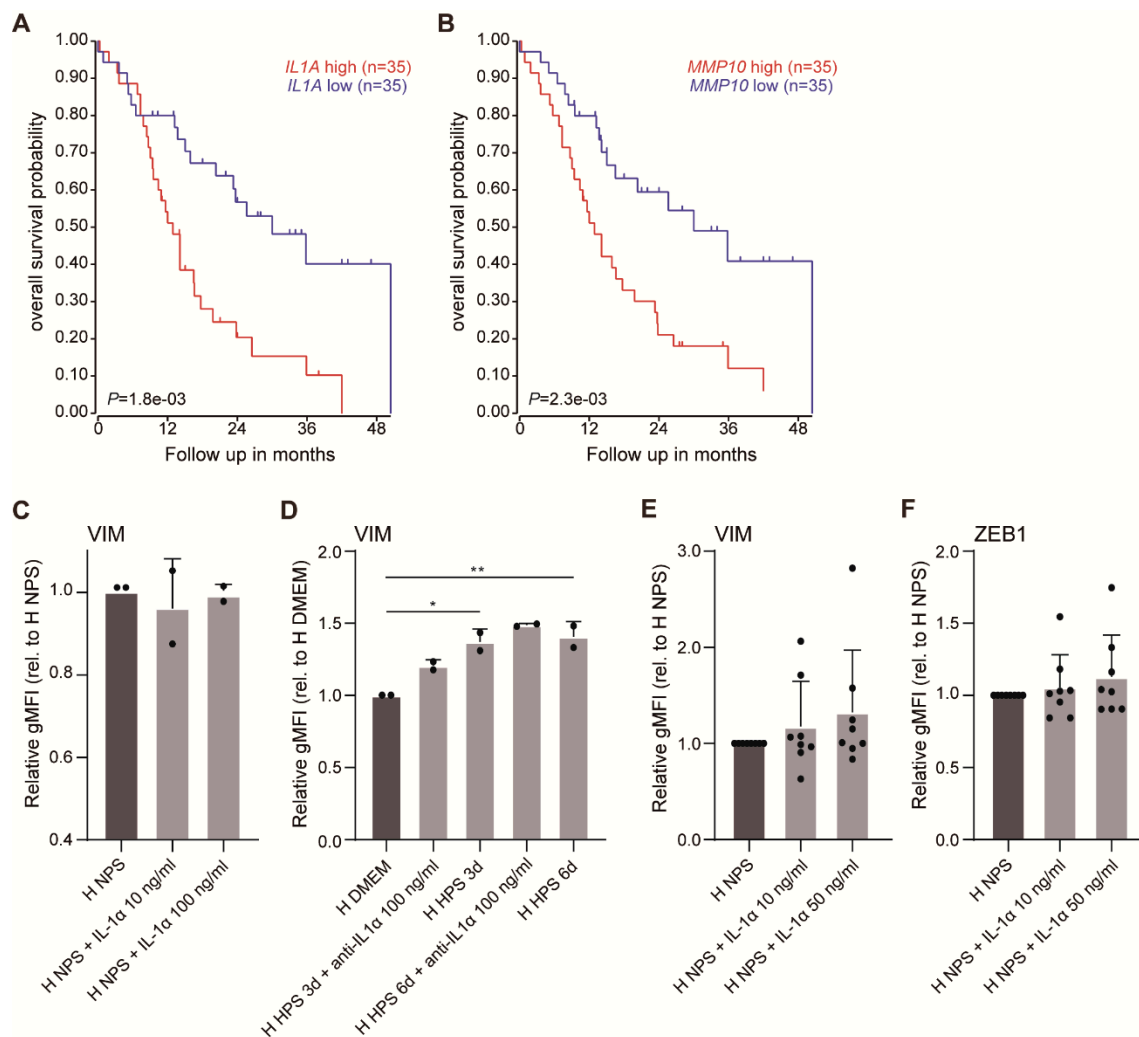 A
1.00
0.90
0.80
0.70
0.60
0.50
0.40
0.30
0.20
0.10
0.00
overall survival probability
IL1A high (n=35)
IL1A low (n=35)
P=1.8e-03
0 12 24 36 48
Follow up in months
B
1.00
0.90
0.80
0.70
0.60
0.50
0.40
0.30
0.20
0.10
0.00
overall survival probability
MMP10 high (n=35)
MMP10 low (n=35)
P=2.3e-03
0 12 24 36 48
Follow up in months
C
VIM
Relative gMFI (rel. to H NPS)
1.0
0.8
0.6
0.4
H NPS
H NPS + IL-1α 10 ng/ml
H NPS + IL-1α 100 ng/ml
D
VIM
Relative gMFI (rel. to H DMEM)
2.0
1.5
1.0
0.5
0.0
**
*
H DMEM
H HPS 3d + anti-IL1α 100 ng/ml
H HPS 3d
H HPS 6d + anti-IL1α 100 ng/ml
H HPS 6d
E
VIM
Relative gMFI (rel. to H NPS)
3.0
2.0
1.0
0.0
H NPS
H NPS + IL-1α 10 ng/ml
H NPS + IL-1α 50 ng/ml
F
ZEB1
Relative gMFI (rel. to H NPS)
2.0
1.5
1.0
0.5
0.0
H NPS
H NPS + IL-1α 10 ng/ml
H NPS + IL-1α 50 ng/ml